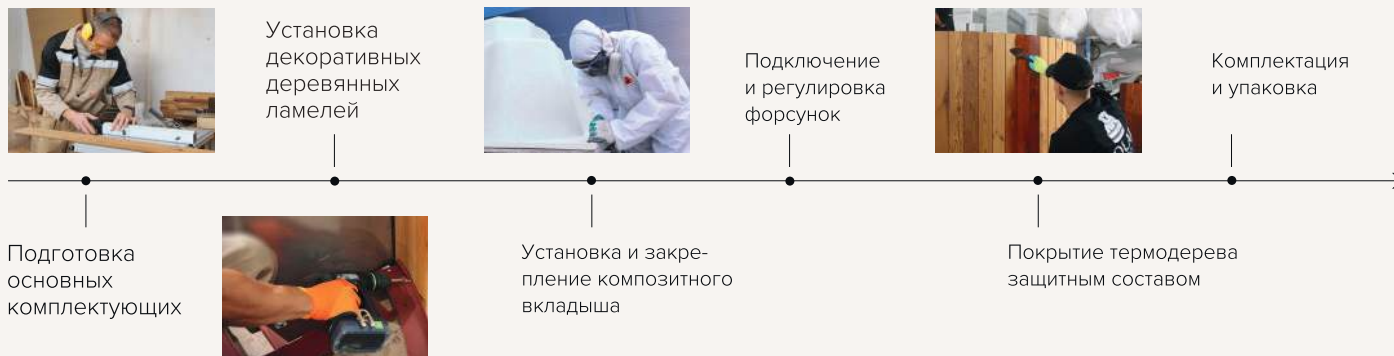 Подготовка
основных
комплектующих
Установка
декоративных
деревянных
ламелей
Установка и закре-
пление композитного
вкладыша
Подключение
и регулировка
форсунок
Покрытие термодерева
защитным составом
Комплектация
и упаковка